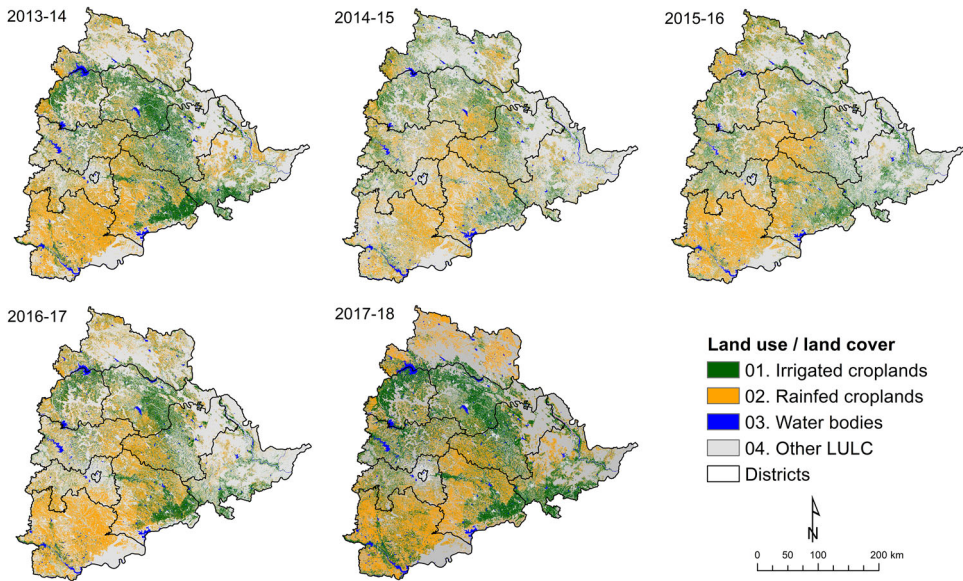 2013-14
2014-15
2015-16
2016-17
2017-18
Land use / land cover
01. Irrigated croplands
02. Rainfed croplands
03. Water bodies
04. Other LULC
Districts
N
0 50 100 200 km